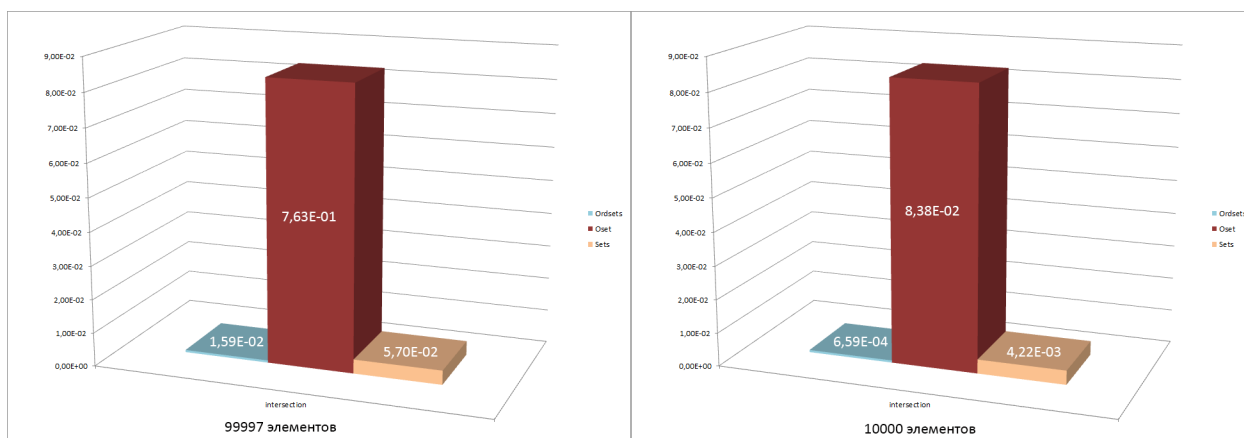 9,00E-02
8,00E-02
7,00E-02
6,00E-02
5,00E-02
4,00E-02
3,00E-02
2,00E-02
1,00E-02
0,00E+00
7,63E-01
1,59E-02
5,70E-02
Ordsets
Oset
Sets
intersection
99997 элементов
9,00E-02
8,00E-02
7,00E-02
6,00E-02
5,00E-02
4,00E-02
3,00E-02
2,00E-02
1,00E-02
0,00E+00
8,38E-02
6,59E-04
4,22E-03
Ordsets
Oset
Sets
intersection
10000 элементов